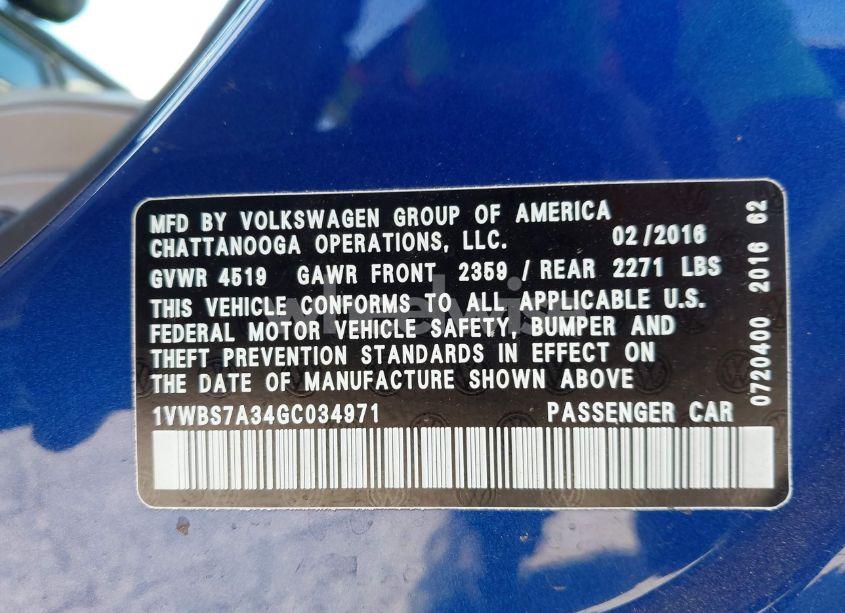 MFD BY VOLKSWAGEN GROUP OF AMERICA
CHATTANOOGA OPERATIONS, LLC. 02/2016
GVWR 4519 GAWR FRONT 2359 / REAR 2271 LBS
THIS VEHICLE CONFORMS TO ALL APPLICABLE U.S.
FEDERAL MOTOR VEHICLE SAFETY, BUMPER AND
THEFT PREVENTION STANDARDS IN EFFECT ON
THE DATE OF MANUFACTURE SHOWN ABOVE
1VWBS7A34GC034971 PASSENGER CAR
0720400 2016 62